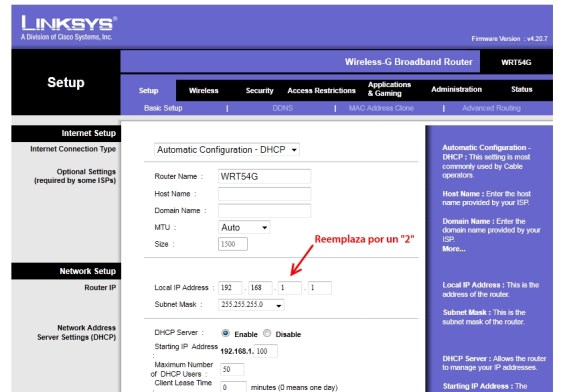 LINKSYS®
A Division of Cisco Systems, Inc.
Firmware Version : v4.20.7
Wireless-G Broadband Router WRT54G
Setup
Setup Wireless Security Access Restrictions Applications & Gaming Administration Status
Basic Setup | DDNS | MAC Address Clone | Advanced Routing
Internet Setup
Internet Connection Type
Automatic Configuration - DHCP
Optional Settings
(required by some ISPs)
Router Name : WRT54G
Host Name :
Domain Name :
MTU : Auto
Size : 1500
Reemplaza por un "2"
Network Setup
Router IP
Local IP Address : 192 . 168 . 1 . 1
Subnet Mask : 255.255.255.0
Network Address
Server Settings (DHCP)
DHCP Server : Enable Disable
Starting IP Address : 192.168.1. 100
Maximum Number
of DHCP Users : 50
Client Lease Time : 0 minutes (0 means one day)
Automatic Configuration -
DHCP : This setting is most
commonly used by Cable
operators.
Host Name : Enter the host
name provided by your ISP.
Domain Name : Enter the
domain name provided by your
ISP.
More...
Local IP Address : This is the
address of the router.
Subnet Mask : This is the
subnet mask of the router.
DHCP Server : Allows the router
to manage your IP addresses.
Starting IP Address : The